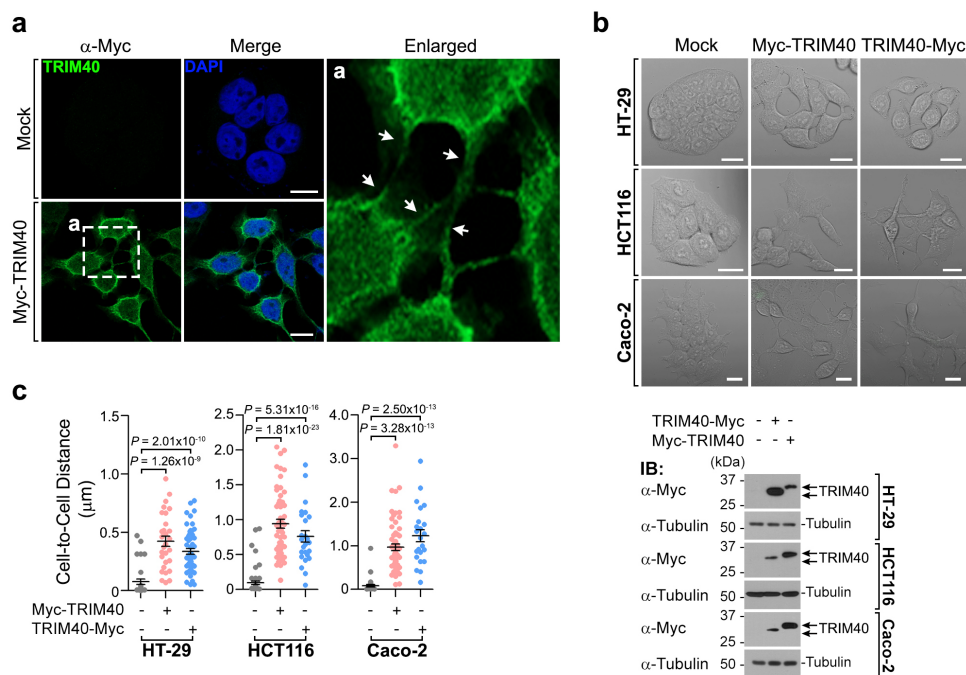 a
α-Myc Merge Enlarged
TRIM40 DAPI a
Mock
Myc-TRIM40
a
b
Mock Myc-TRIM40 TRIM40-Myc
HT-29
HCT116
Caco-2
TRIM40-Myc - + -
Myc-TRIM40 - - +
IB: (kDa)
α-Myc 37 - 25 - TRIM40
α-Tubulin 50 - -Tubulin
HT-29
α-Myc 37 - 25 - TRIM40
α-Tubulin 50 - -Tubulin
HCT116
α-Myc 37 - 25 - TRIM40
α-Tubulin 50 - -Tubulin
Caco-2
c
Cell-to-Cell Distance
(μm)
1.5
1.0
0.5
0
P = 2.01x10-10
P = 1.26x10-9
2.5
2.0
1.5
1.0
0.5
0
P = 5.31x10-16
P = 1.81x10-23
4.0
3.0
2.0
1.0
0
P = 2.50x10-13
P = 3.28x10-13
Myc-TRIM40 - + - - + - - + -
TRIM40-Myc - - + - - + - - +
HT-29 HCT116 Caco-2